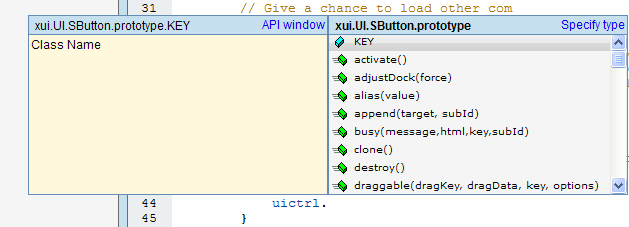 31 // Give a chance to load other com
xui.UI.SButton.prototype.KEY API window
Class Name
xui.UI.SButton.prototype Specify type
KEY
activate()
adjustDock(force)
alias(value)
append(target, subId)
busy(message,html,key,subId)
clone()
destroy()
draggable(dragKey, dragData, key, options)
44 uictrl.
45 }